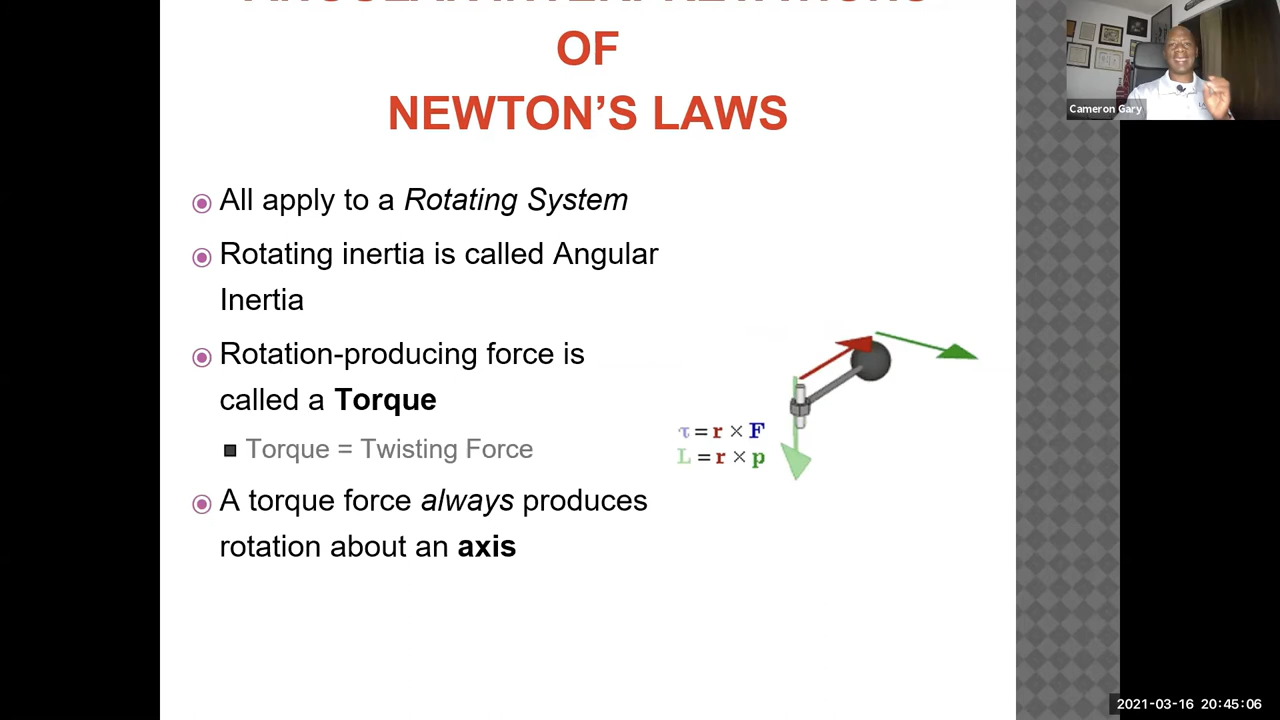 OF
NEWTON'S LAWS
All apply to a Rotating System
Rotating inertia is called Angular
Inertia
Rotation-producing force is
called a Torque
Torque = Twisting Force
A torque force always produces
rotation about an axis
τ = r × F
L = r × p
Cameron Gary
2021-03-16 20:45:06